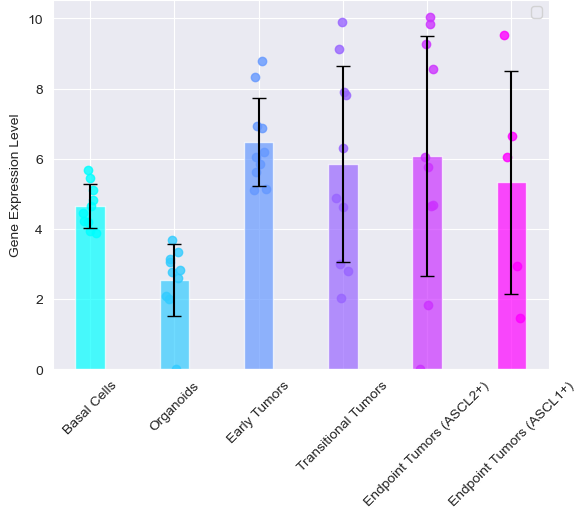 Gene Expression Level
10
8
6
4
2
0
Basal Cells
Organoids
Early Tumors
Transitional Tumors
Endpoint Tumors (ASCL2+)
Endpoint Tumors (ASCL1+)